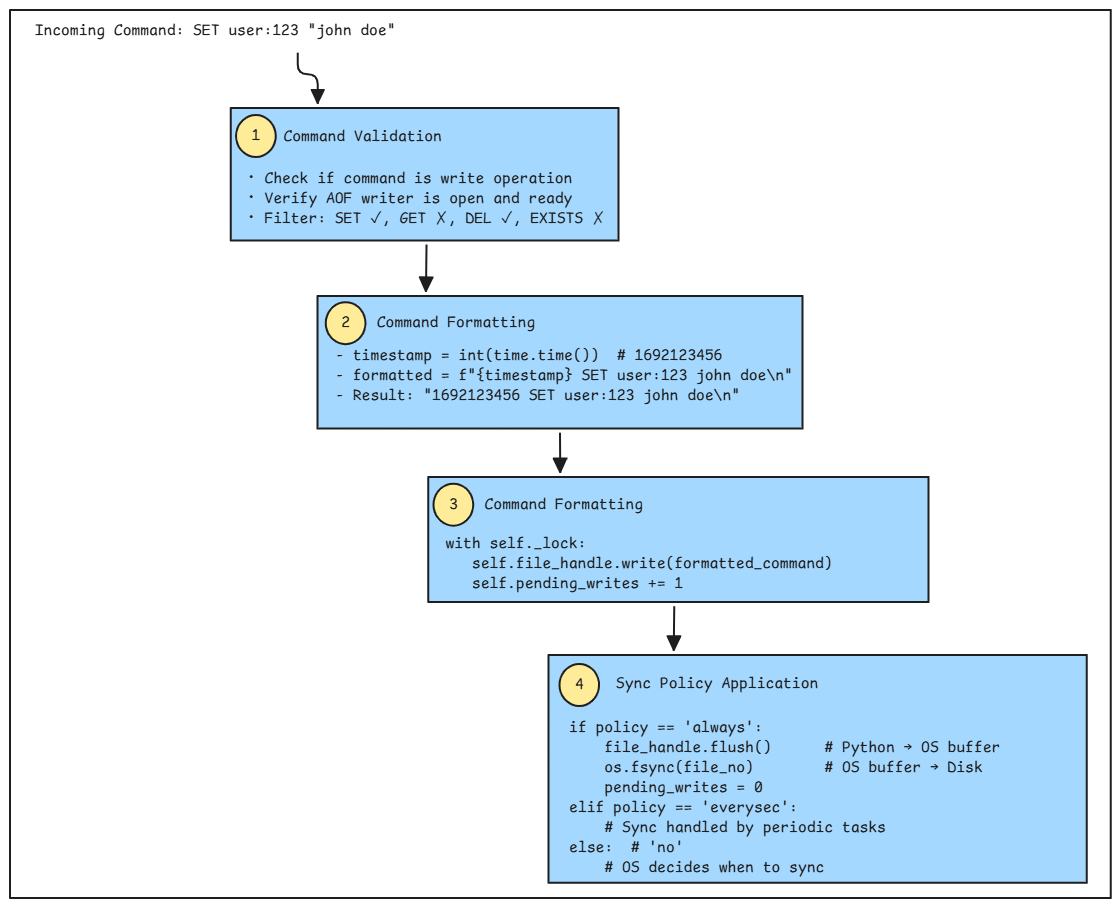 Incoming Command: SET user:123 "john doe"
1 Command Validation
· Check if command is write operation
· Verify AOF writer is open and ready
· Filter: SET ✓, GET ✗, DEL ✓, EXISTS ✗
2 Command Formatting
- timestamp = int(time.time())  # 1692123456
- formatted = f"{timestamp} SET user:123 john doe\n"
- Result: "1692123456 SET user:123 john doe\n"
3 Command Formatting
with self._lock:
   self.file_handle.write(formatted_command)
   self.pending_writes += 1
4 Sync Policy Application
if policy == 'always':
    file_handle.flush()      # Python → OS buffer
    os.fsync(file_no)        # OS buffer → Disk
    pending_writes = 0
elif policy == 'everysec':
    # Sync handled by periodic tasks
else:  # 'no'
    # OS decides when to sync